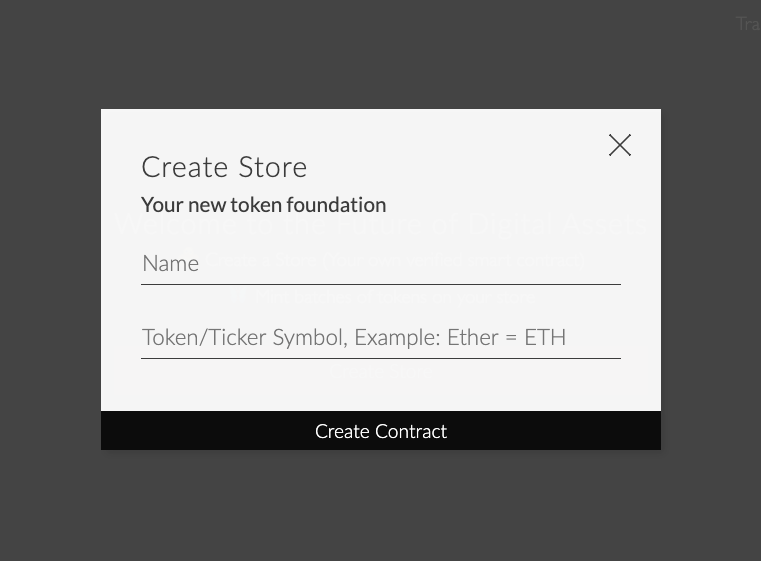 Tra
Create Store
Your new token foundation
Name
Token/Ticker Symbol, Example: Ether = ETH
Create Contract